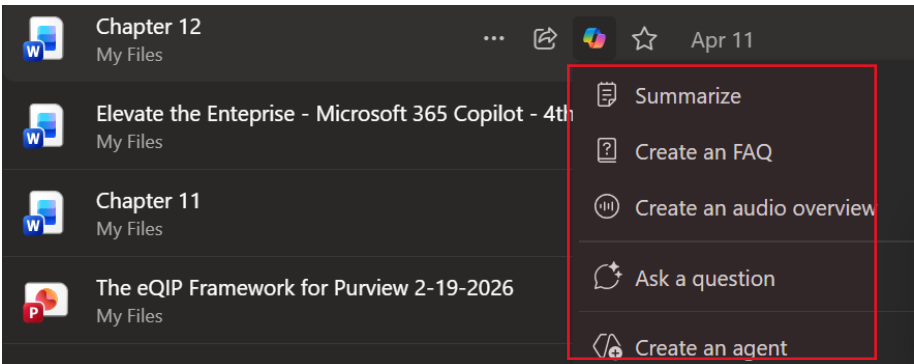 Chapter 12
My Files
Apr 11
Elevate the Enteprise - Microsoft 365 Copilot - 4th
My Files
Chapter 11
My Files
The eQIP Framework for Purview 2-19-2026
My Files
Summarize
Create an FAQ
Create an audio overview
Ask a question
Create an agent